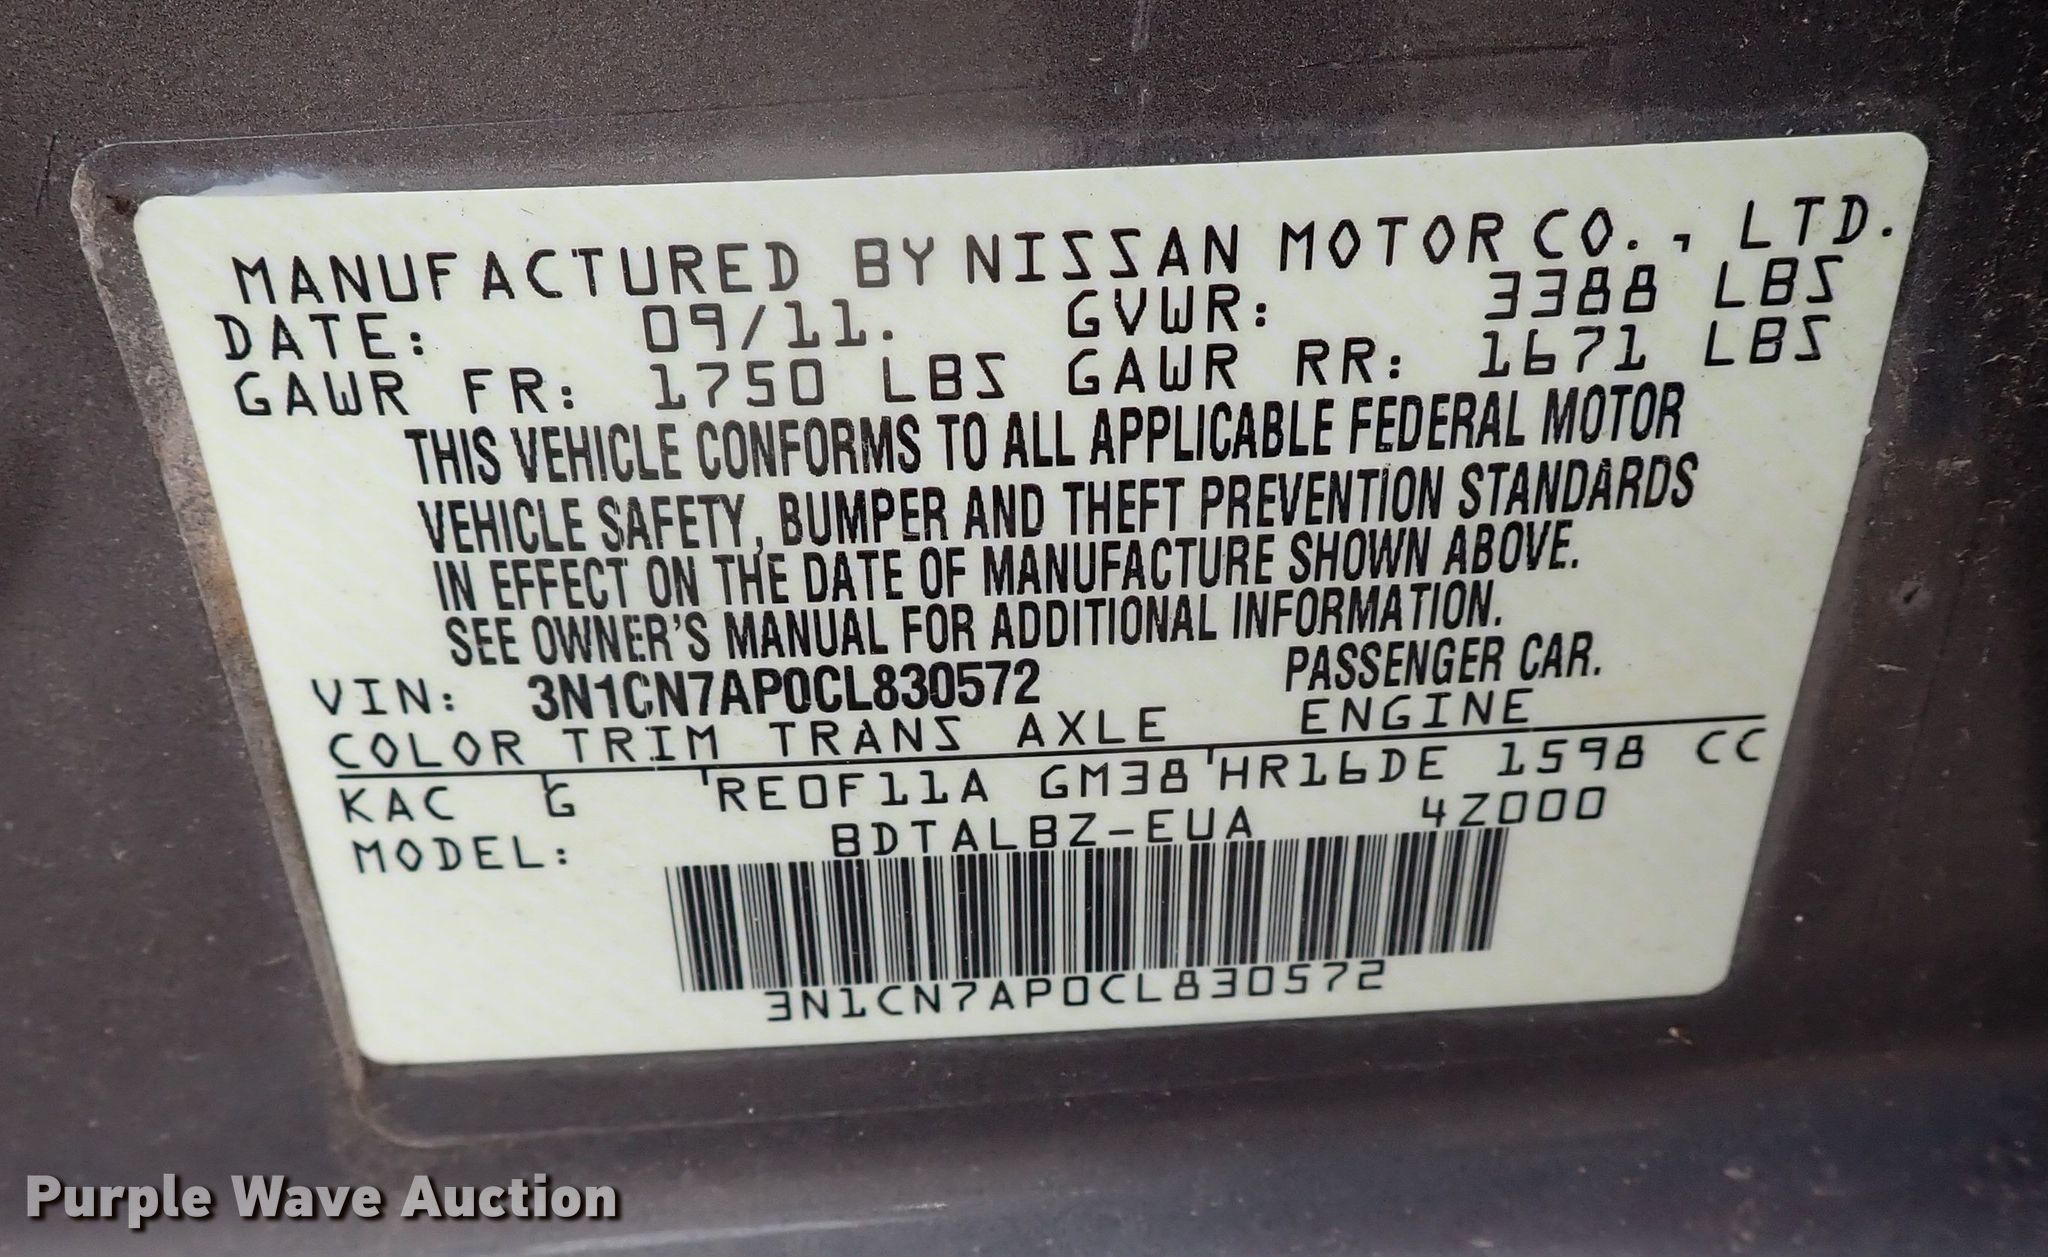 MANUFACTURED BY NISSAN MOTOR CO., LTD.
DATE: 09/11. GVWR: 3388 LBS
GAWR FR: 1750 LBS GAWR RR: 1671 LBS
THIS VEHICLE CONFORMS TO ALL APPLICABLE FEDERAL MOTOR
VEHICLE SAFETY, BUMPER AND THEFT PREVENTION STANDARDS
IN EFFECT ON THE DATE OF MANUFACTURE SHOWN ABOVE.
SEE OWNER'S MANUAL FOR ADDITIONAL INFORMATION.
VIN: 3N1CN7AP0CL830572 PASSENGER CAR.
COLOR TRIM TRANS AXLE ENGINE
KAC G RE0F11A GM38 HR16DE 1598 CC
MODEL: BDTALBZ-EUA 4Z000
3N1CN7AP0CL830572
Purple Wave Auction